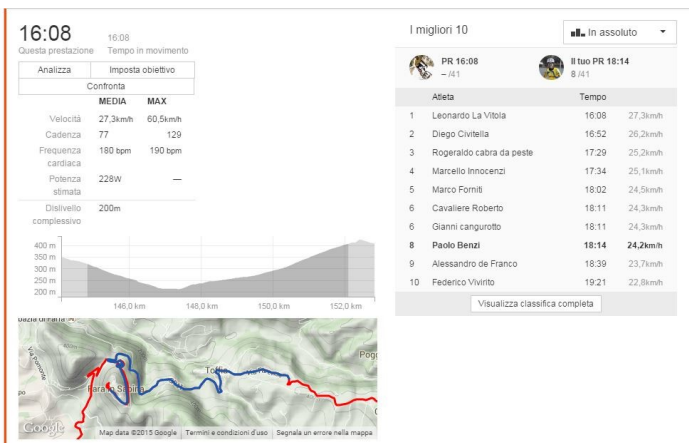 16:08
Questa prestazione
16:08
Tempo in movimento
Analizza
Imposta obiettivo
Confronta
MEDIA MAX
Velocità 27,3km/h 60,5km/h
Cadenza 77 129
Frequenza cardiaca 180 bpm 190 bpm
Potenza stimata 228W —
Dislivello complessivo 200m
400 m
350 m
300 m
250 m
200 m
146,0 km 148,0 km 150,0 km 152,0 km
Via Pomonte
Fara in Sabina
Toffia
Pogg
Google
Map data ©2015 Google
Termini e condizioni d'uso
Segnala un errore nella mappa
I migliori 10
In assoluto
PR 16:08
– /41
Il tuo PR 18:14
8 /41
Atleta Tempo
1 Leonardo La Vitola 16:08 27,3km/h
2 Diego Civitella 16:52 26,2km/h
3 Rogeraldo cabra da peste 17:29 25,2km/h
4 Marcello Innocenzi 17:34 25,1km/h
5 Marco Forniti 18:02 24,5km/h
6 Cavaliere Roberto 18:11 24,3km/h
6 Gianni cangurotto 18:11 24,3km/h
8 Paolo Benzi 18:14 24,2km/h
9 Alessandro de Franco 18:39 23,7km/h
10 Federico Vivirito 19:21 22,8km/h
Visualizza classifica completa